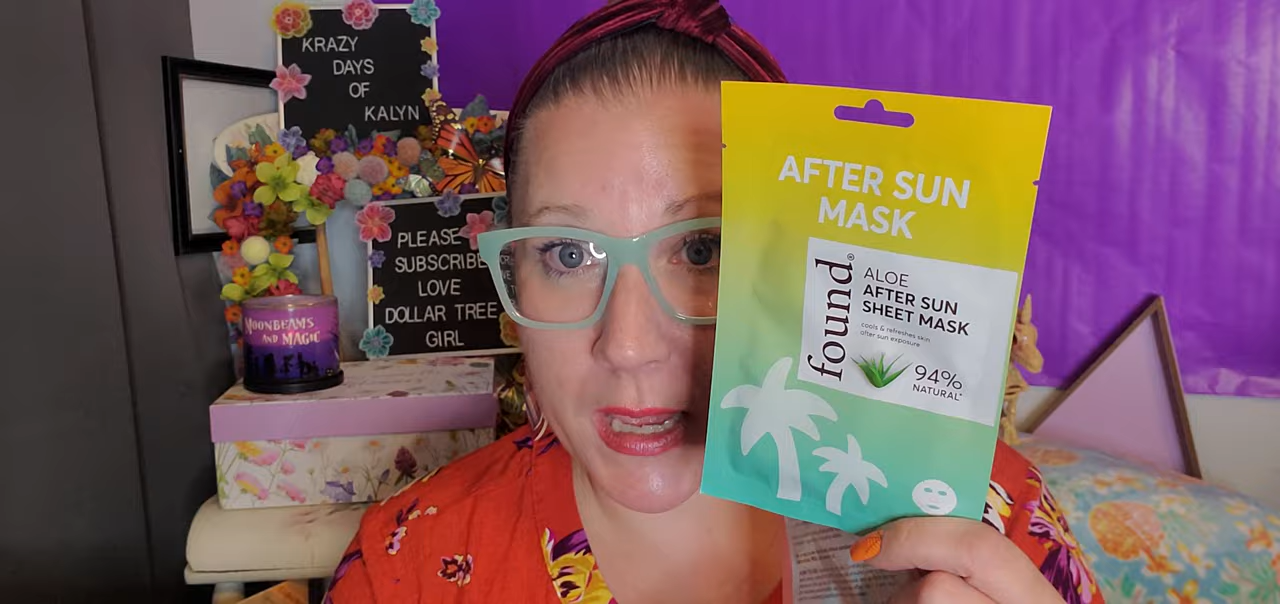 KRAZY
DAYS
OF
KALYN
PLEASE
SUBSCRIBE
LOVE
DOLLAR TREE
GIRL
MOONBEAMS
AND MAGIC
AFTER SUN
MASK
found®
ALOE
AFTER SUN
SHEET MASK
cools & refreshes skin
after sun exposure
94%
NATURAL*